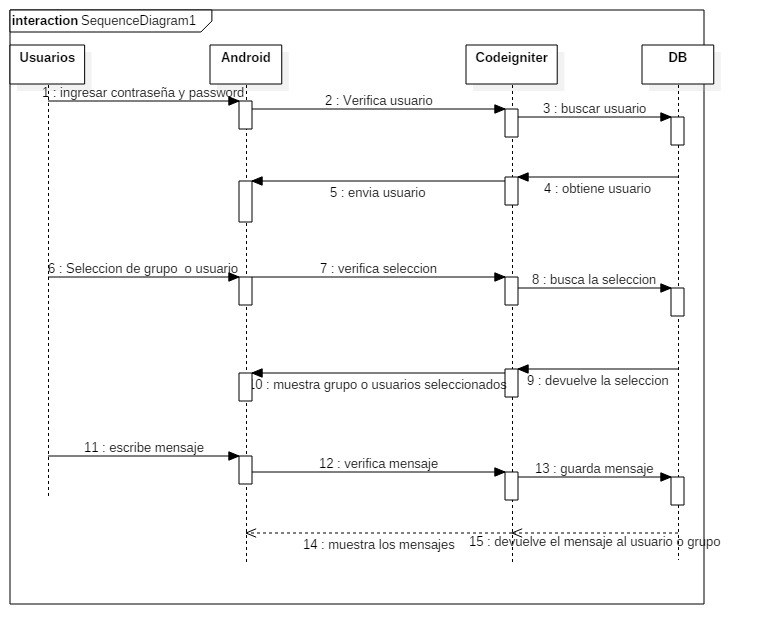 interaction SequenceDiagram1
Usuarios
Android
Codeigniter
DB
1 : ingresar contraseña y password
2 : Verifica usuario
3 : buscar usuario
4 : obtiene usuario
5 : envia usuario
6 : Seleccion de grupo  o usuario
7 : verifica seleccion
8 : busca la seleccion
9 : devuelve la seleccion
10 : muestra grupo o usuarios seleccionados
11 : escribe mensaje
12 : verifica mensaje
13 : guarda mensaje
14 : muestra los mensajes
15 : devuelve el mensaje al usuario o grupo